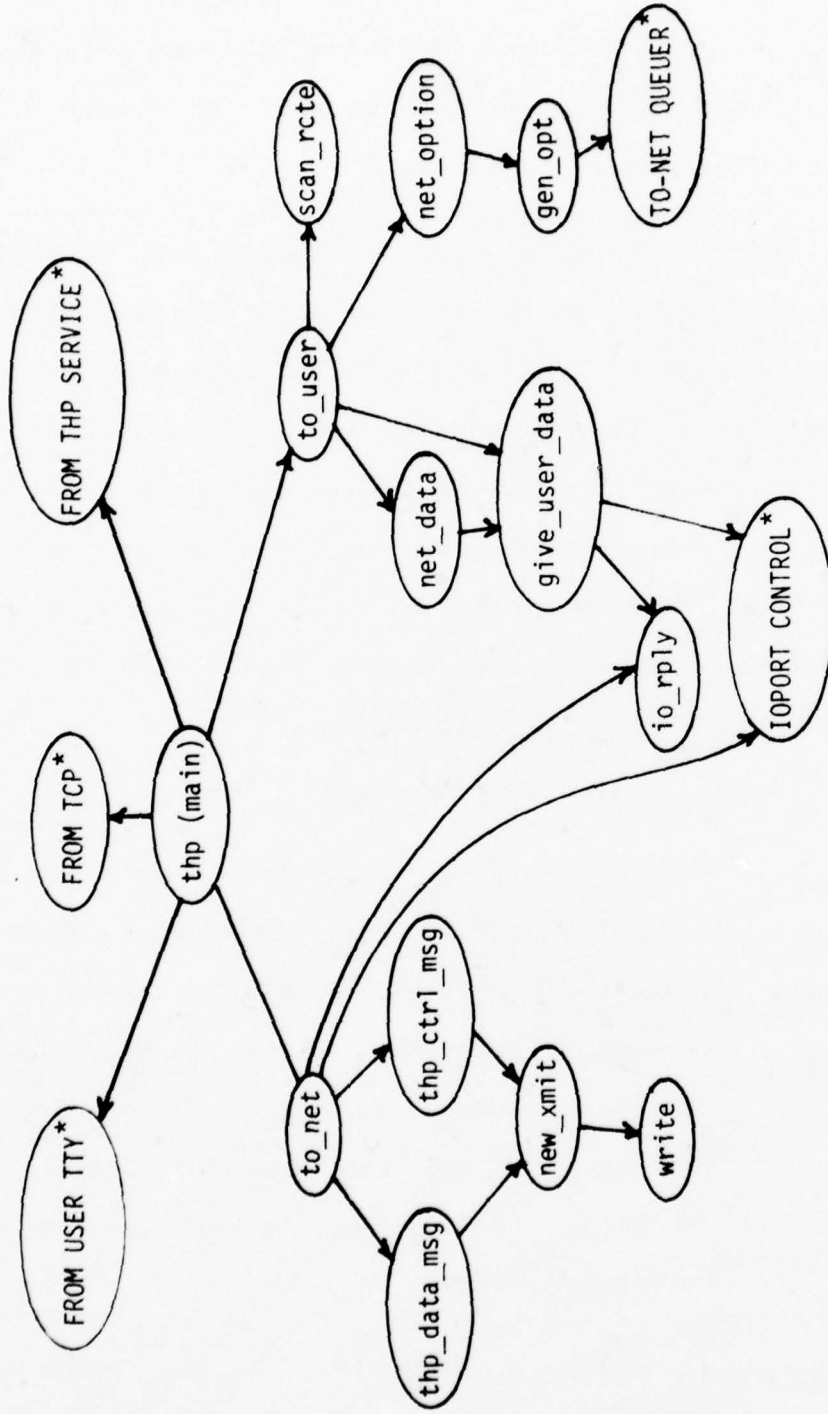 FROM USER TTY*
FROM TCP*
FROM THP SERVICE*
thp (main)
to_net
to_user
scan_rcte
thp_data_msg
thp_ctrl_msg
net_data
net_option
new_xmit
give_user_data
gen_opt
write
io_rply
IOPORT CONTROL*
TO-NET QUEUER*